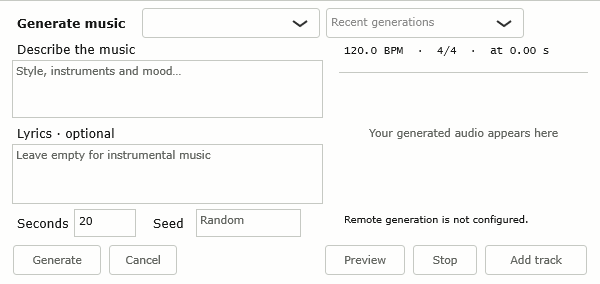 Generate music
Recent generations
Describe the music
120.0 BPM · 4/4 · at 0.00 s
Style, instruments and mood…
Your generated audio appears here
Lyrics · optional
Leave empty for instrumental music
Seconds 20 Seed Random
Remote generation is not configured.
Generate Cancel Preview Stop Add track